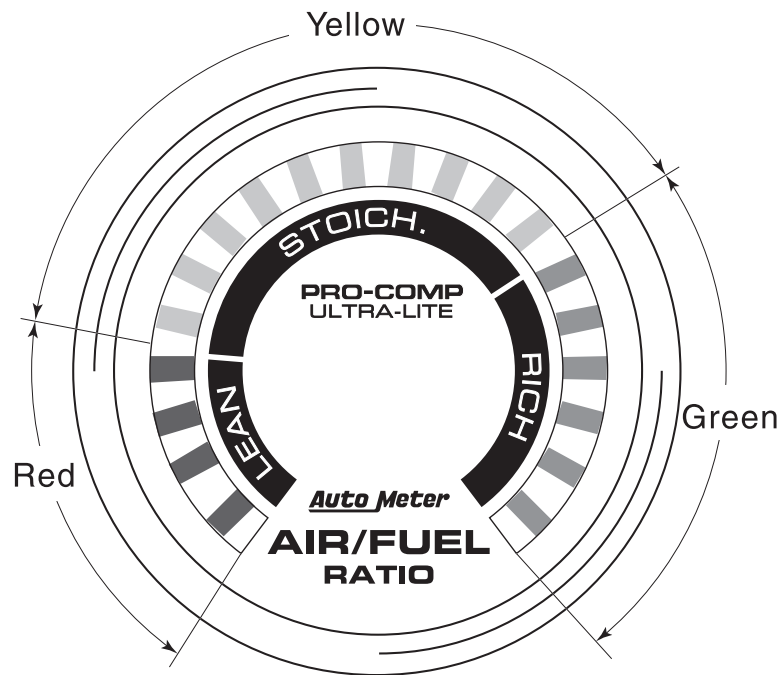 Yellow
STOICH.
PRO-COMP
ULTRA-LITE
LEAN
RICH
Green
Red
Auto Meter
AIR/FUEL
RATIO